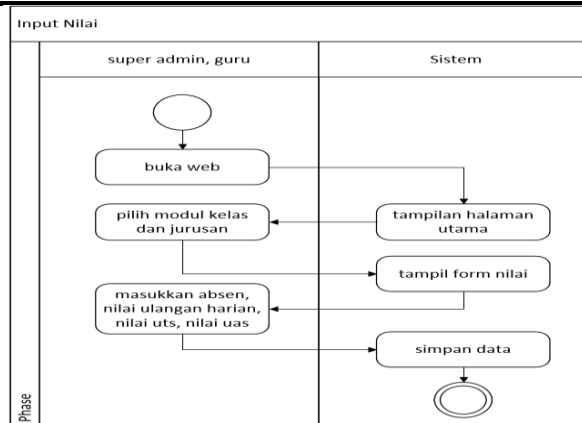 Input Nilai
super admin, guru
Sistem
buka web
tampilan halaman
utama
pilih modul kelas
dan jurusan
tampil form nilai
masukkan absen,
nilai ulangan harian,
nilai uts, nilai uas
simpan data
Phase